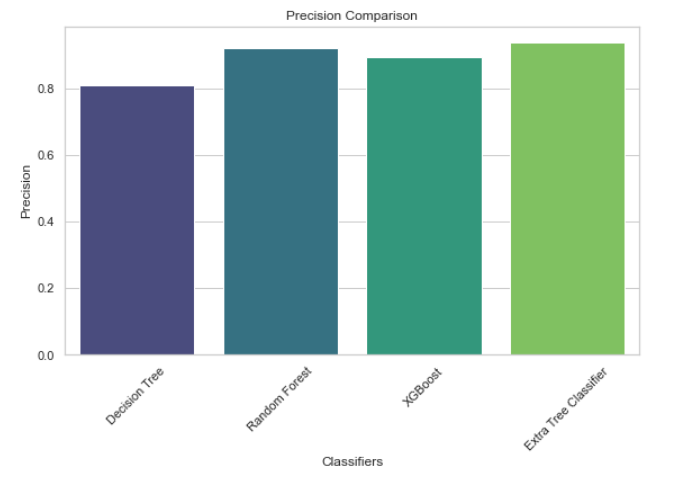 Precision Comparison
Precision
0.8
0.6
0.4
0.2
0.0
Decision Tree
Random Forest
XGBoost
Extra Tree Classifier
Classifiers